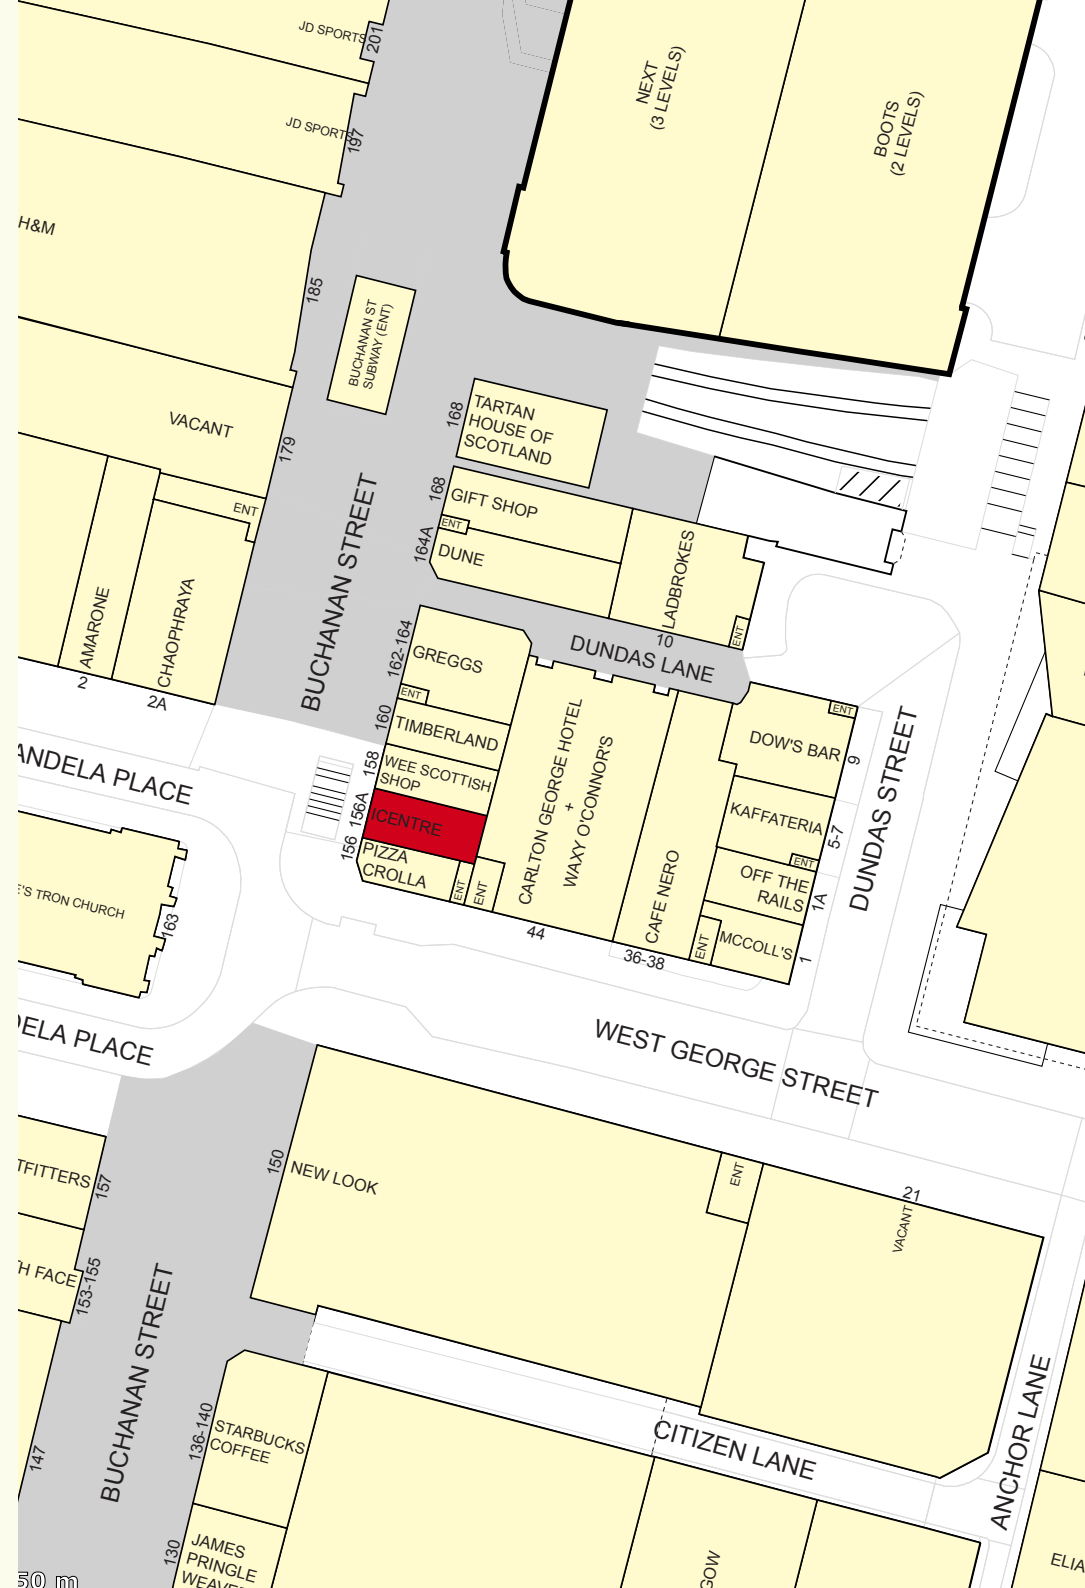 JD SPORTS
201
JD SPORTS
197
NEXT
(3 LEVELS)
BOOTS
(2 LEVELS)
H&M
185
BUCHANAN ST
SUBWAY (ENT)
VACANT
179
ENT
168
TARTAN
HOUSE OF
SCOTLAND
168
GIFT SHOP
ENT
164A
DUNE
LADBROKES
ENT
10
BUCHANAN STREET
AMARONE
CHAOPHRAYA
2
2A
DUNDAS LANE
162-164
GREGGS
ENT
160
TIMBERLAND
158
WEE SCOTTISH
SHOP
156A
ICENTRE
156
PIZZA
CROLLA
ENT
ENT
CARLTON GEORGE HOTEL
+
WAXY O'CONNOR'S
CAFE NERO
44
36-38
DOW'S BAR
ENT
9
KAFFATERIA
ENT
5-7
OFF THE
RAILS
1A
ENT
MCCOLL'S
1
DUNDAS STREET
ANDELA PLACE
E'S TRON CHURCH
163
DELA PLACE
WEST GEORGE STREET
TFITTERS
157
H FACE
153-155
150
NEW LOOK
ENT
21
VACANT
BUCHANAN STREET
147
136-140
STARBUCKS
COFFEE
CITIZEN LANE
ANCHOR LANE
130
JAMES
PRINGLE
WEAVE
GOW
ELIA
50 m